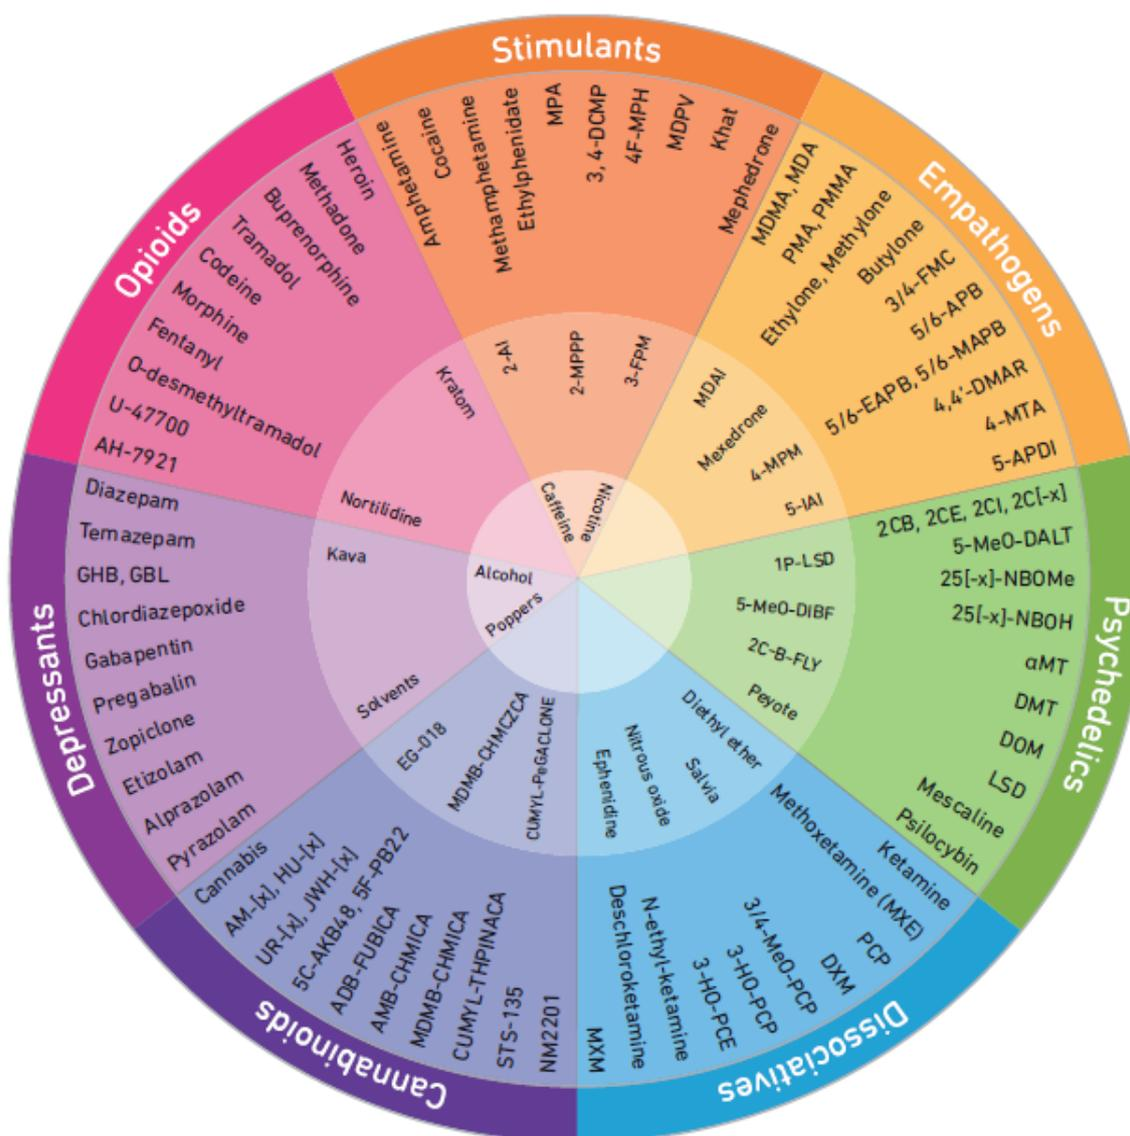 Stimulants
Amphetamine
Cocaine
Methamphetamine
Ethylphenidate
MPA
3, 4-DCMP
4F-MPH
MDPV
Khat
Mephedrone
2-AI
2-MPPP
3-FPM
Caffeine
Nicotine
Empathogens
MDMA, MDA
PMA, PMMA
Ethylone, Methylone
Butylone
3/4-FMC
5/6-APB
5/6-EAPB, 5/6-MAPB
4,4'-DMAR
4-MTA
5-APDI
MDAI
Mexedrone
4-MPM
5-IAI
Psychedelics
2CB, 2CE, 2CI, 2C[-x]
5-MeO-DALT
25[-x]-NBOMe
25[-x]-NBOH
αMT
DMT
DOM
LSD
Mescaline
Psilocybin
1P-LSD
5-MeO-DIBF
2C-B-FLY
Peyote
Dissociatives
Ketamine
Methoxetamine (MXE)
PCP
DXM
3/4-MeO-PCP
3-HO-PCP
3-HO-PCE
N-ethyl-ketamine
Deschloroketamine
MXM
Diethyl ether
Salvia
Nitrous oxide
Ephenidine
Cannabinoids
NM2201
STS-135
CUMYL-THPINACA
MDMB-CHMICA
AMB-CHMICA
ADB-FUBICA
5C-AKB48, 5F-PB22
UR-[x], JWH-[x]
AM-[x], HU-[x]
Cannabis
CUMYL-PeGACLONE
MDMB-CHMCZCA
EG-018
Depressants
Pyrazolam
Alprazolam
Etizolam
Zopiclone
Pregabalin
Gabapentin
Chlordiazepoxide
GHB, GBL
Temazepam
Diazepam
Solvents
Kava
Poppers
Alcohol
Opioids
AH-7921
U-47700
O-desmethyltramadol
Fentanyl
Morphine
Codeine
Tramadol
Buprenorphine
Methadone
Heroin
Nortilidine
Kratom